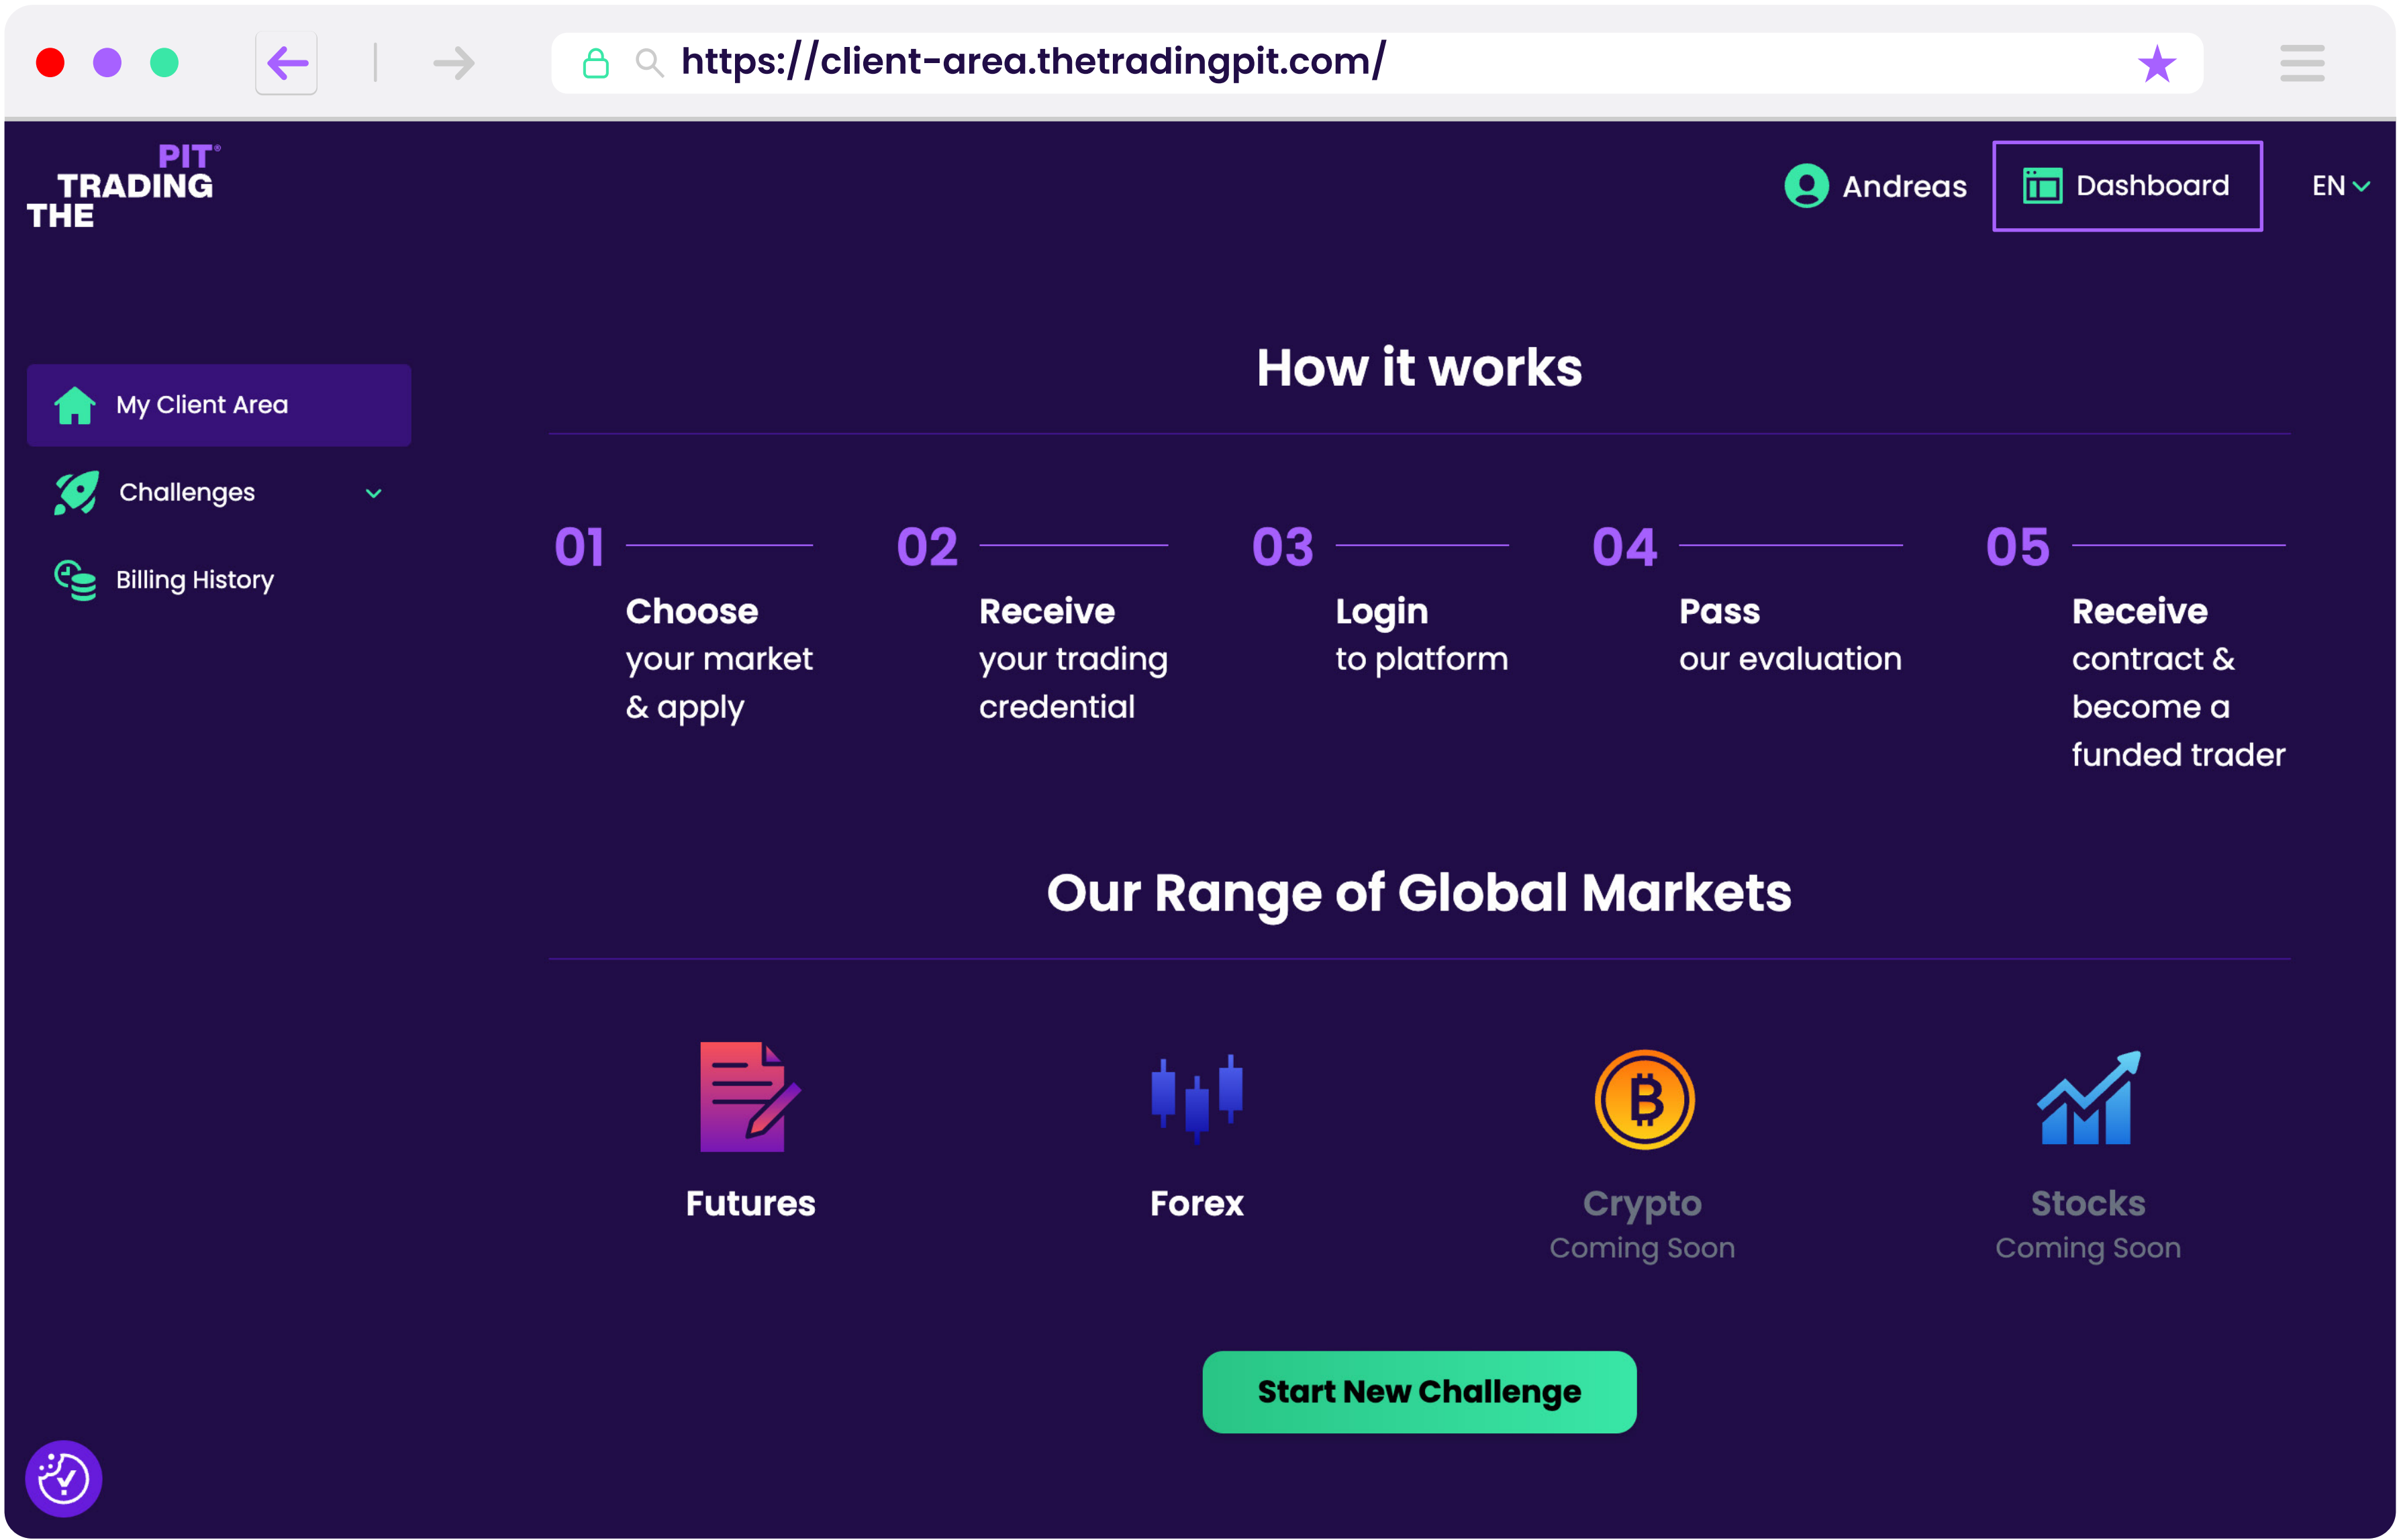 https://client-area.thetradingpit.com/
PIT®
TRADING
THE
Andreas
Dashboard
EN
My Client Area
Challenges
Billing History
How it works
01
Choose
your market
& apply
02
Receive
your trading
credential
03
Login
to platform
04
Pass
our evaluation
05
Receive
contract &
become a
funded trader
Our Range of Global Markets
Futures
Forex
Crypto
Coming Soon
Stocks
Coming Soon
Start New Challenge